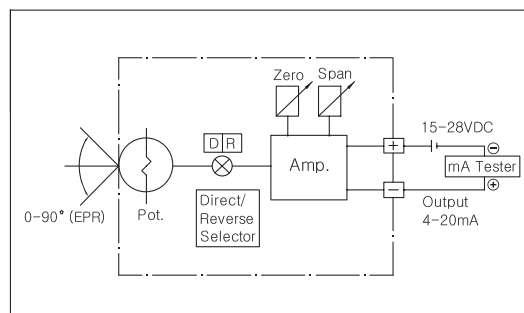 Zero Span
D R
+
15-28VDC
Amp.
⊖
mA Tester
⊕
−
Output
4-20mA
0-90° (EPR)
Pot.
Direct/
Reverse
Selector